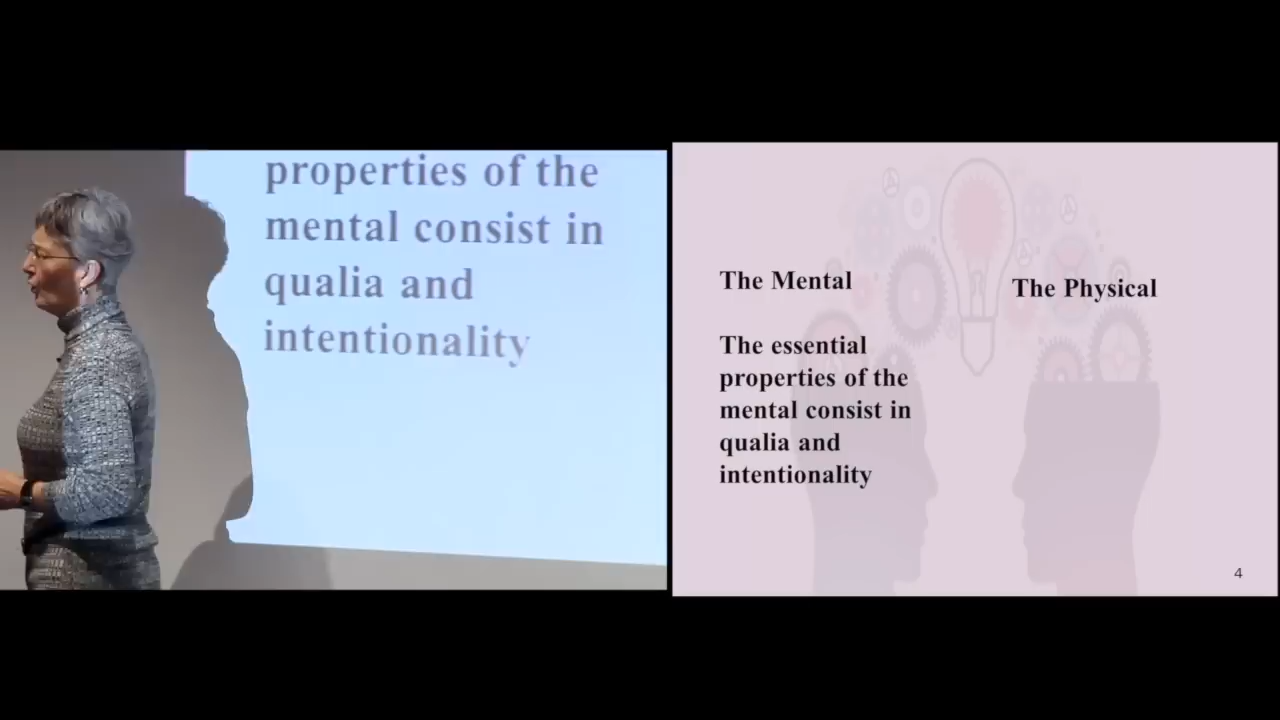 properties of the
mental consist in
qualia and
intentionality
The Mental
The Physical
The essential
properties of the
mental consist in
qualia and
intentionality
4